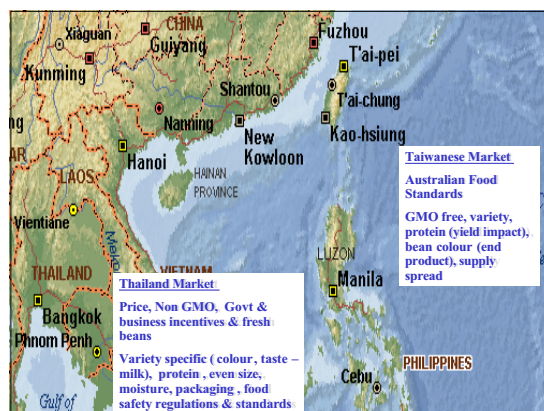 Xiaguan
CHINA
Guiyang
Fuzhou
Kunming
T'ai-pei
Shantou
T'ai-chung
ng
Nanning
New
Kowloon
Kao-hsiung
Hanoi
AR
LAOS
HAINAN
PROVINCE
Taiwanese Market
Australian Food
Standards
GMO free, variety,
protein (yield impact),
bean colour (end
product), supply
spread
Vientiane
Meko
THAILAND
VIETNAM
LUZON
Manila
Bangkok
Phnom Penh
Thailand Market
Price, Non GMO,  Govt &
business incentives & fresh
beans
Variety specific ( colour, taste –
milk),  protein , even size,
moisture, packaging , food
safety regulations & standards
PHILIPPINES
Cebu
Gulf of